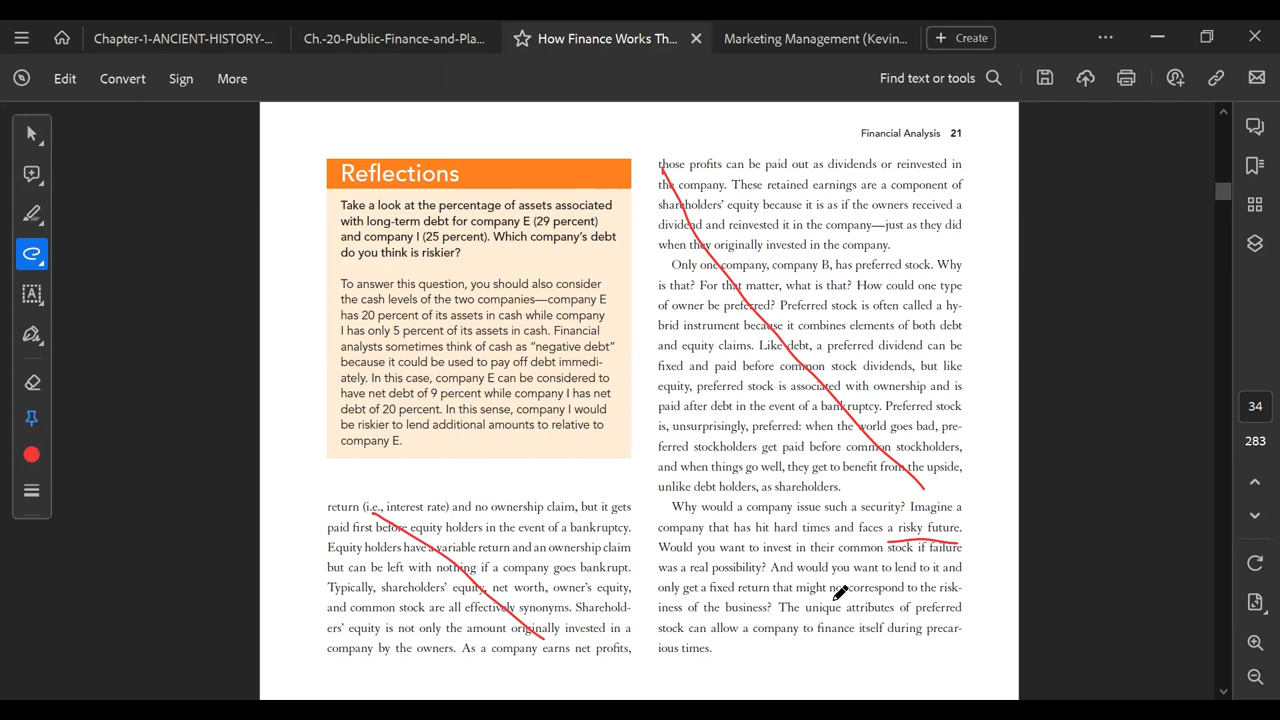 Chapter-1-ANCIENT-HISTORY-...
Ch.-20-Public-Finance-and-Pla...
How Finance Works Th...
Marketing Management (Kevin...
Create
Edit
Convert
Sign
More
Find text or tools
Financial Analysis 21
Reflections
Take a look at the percentage of assets associated
with long-term debt for company E (29 percent)
and company I (25 percent). Which company's debt
do you think is riskier?
To answer this question, you should also consider
the cash levels of the two companies—company E
has 20 percent of its assets in cash while company
I has only 5 percent of its assets in cash. Financial
analysts sometimes think of cash as "negative debt"
because it could be used to pay off debt immedi-
ately. In this case, company E can be considered to
have net debt of 9 percent while company I has net
debt of 20 percent. In this sense, company I would
be riskier to lend additional amounts to relative to
company E.
return (i.e., interest rate) and no ownership claim, but it gets
paid first before equity holders in the event of a bankruptcy.
Equity holders have a variable return and an ownership claim
but can be left with nothing if a company goes bankrupt.
Typically, shareholders' equity, net worth, owner's equity,
and common stock are all effectively synonyms. Sharehold-
ers' equity is not only the amount originally invested in a
company by the owners. As a company earns net profits,
those profits can be paid out as dividends or reinvested in
the company. These retained earnings are a component of
shareholders' equity because it is as if the owners received a
dividend and reinvested it in the company—just as they did
when they originally invested in the company.
Only one company, company B, has preferred stock. Why
is that? For that matter, what is that? How could one type
of owner be preferred? Preferred stock is often called a hy-
brid instrument because it combines elements of both debt
and equity claims. Like debt, a preferred dividend can be
fixed and paid before common stock dividends, but like
equity, preferred stock is associated with ownership and is
paid after debt in the event of a bankruptcy. Preferred stock
is, unsurprisingly, preferred: when the world goes bad, pre-
ferred stockholders get paid before common stockholders,
and when things go well, they get to benefit from the upside,
unlike debt holders, as shareholders.
Why would a company issue such a security? Imagine a
company that has hit hard times and faces a risky future.
Would you want to invest in their common stock if failure
was a real possibility? And would you want to lend to it and
only get a fixed return that might not correspond to the risk-
iness of the business? The unique attributes of preferred
stock can allow a company to finance itself during precar-
ious times.
34
283